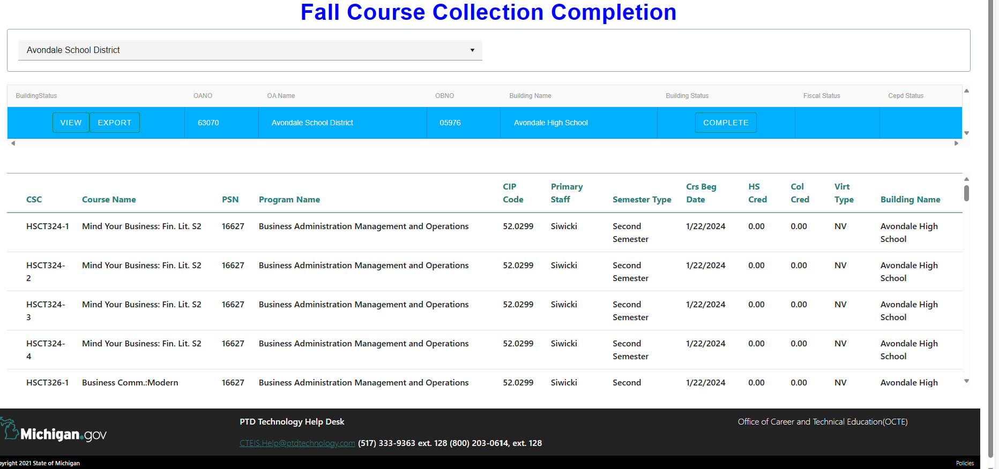 Fall Course Collection Completion
Avondale School District
BuildingStatus OANO OA Name OBNO Building Name Building Status Fiscal Status Cepd Status
VIEW EXPORT 63070 Avondale School District 05976 Avondale High School COMPLETE
CSC Course Name PSN Program Name CIP Code Primary Staff Semester Type Crs Beg Date HS Cred Col Cred Virt Type Building Name
HSCT324-1 Mind Your Business: Fin. Lit. S2 16627 Business Administration Management and Operations 52.0299 Siwicki Second Semester 1/22/2024 0.00 0.00 NV Avondale High School
HSCT324-2 Mind Your Business: Fin. Lit. S2 16627 Business Administration Management and Operations 52.0299 Siwicki Second Semester 1/22/2024 0.00 0.00 NV Avondale High School
HSCT324-3 Mind Your Business: Fin. Lit. S2 16627 Business Administration Management and Operations 52.0299 Siwicki Second Semester 1/22/2024 0.00 0.00 NV Avondale High School
HSCT324-4 Mind Your Business: Fin. Lit. S2 16627 Business Administration Management and Operations 52.0299 Siwicki Second Semester 1/22/2024 0.00 0.00 NV Avondale High School
HSCT326-1 Business Comm.:Modern 16627 Business Administration Management and Operations 52.0299 Siwicki Second 1/22/2024 0.00 0.00 NV Avondale High
Michigan.gov
PTD Technology Help Desk
CTEIS.Help@ptdtechnology.com (517) 333-9363 ext. 128 (800) 203-0614, ext. 128
Office of Career and Technical Education(OCTE)
pyright 2021 State of Michigan
Policies